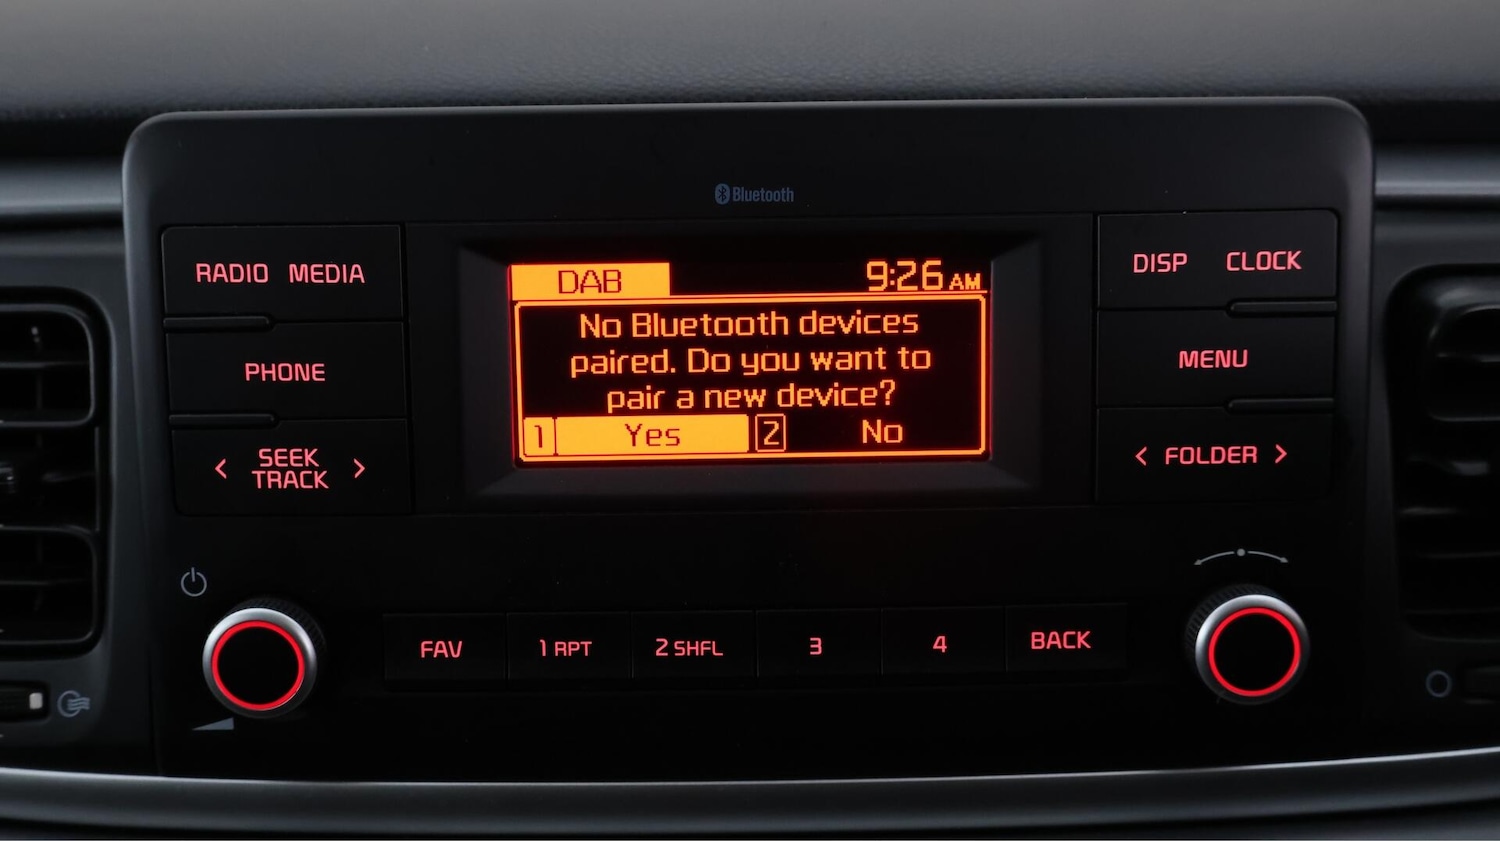 Bluetooth
RADIO MEDIA
DAB
9:26 AM
DISP CLOCK
No Bluetooth devices
paired. Do you want to
pair a new device?
1 Yes 2 No
PHONE
MENU
< SEEK >
TRACK
< FOLDER >
FAV
1 RPT
2 SHFL
3
4
BACK